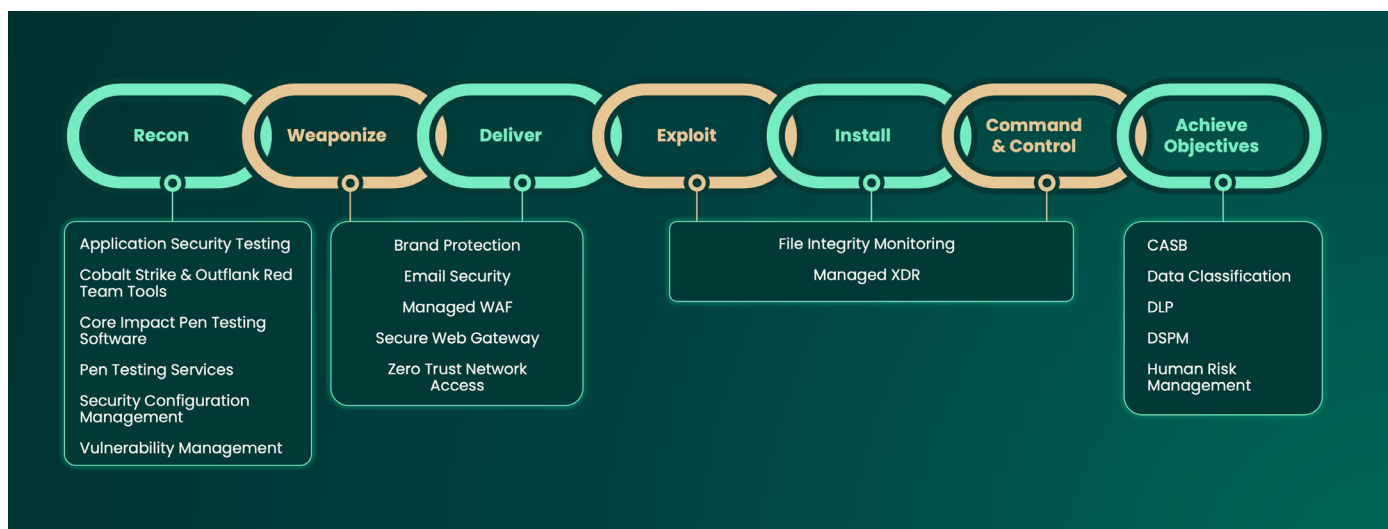 Recon
Weaponize
Deliver
Exploit
Install
Command
& Control
Achieve
Objectives
Application Security Testing
Cobalt Strike & Outflank Red
Team Tools
Core Impact Pen Testing
Software
Pen Testing Services
Security Configuration
Management
Vulnerability Management
Brand Protection
Email Security
Managed WAF
Secure Web Gateway
Zero Trust Network
Access
File Integrity Monitoring
Managed XDR
CASB
Data Classification
DLP
DSPM
Human Risk
Management